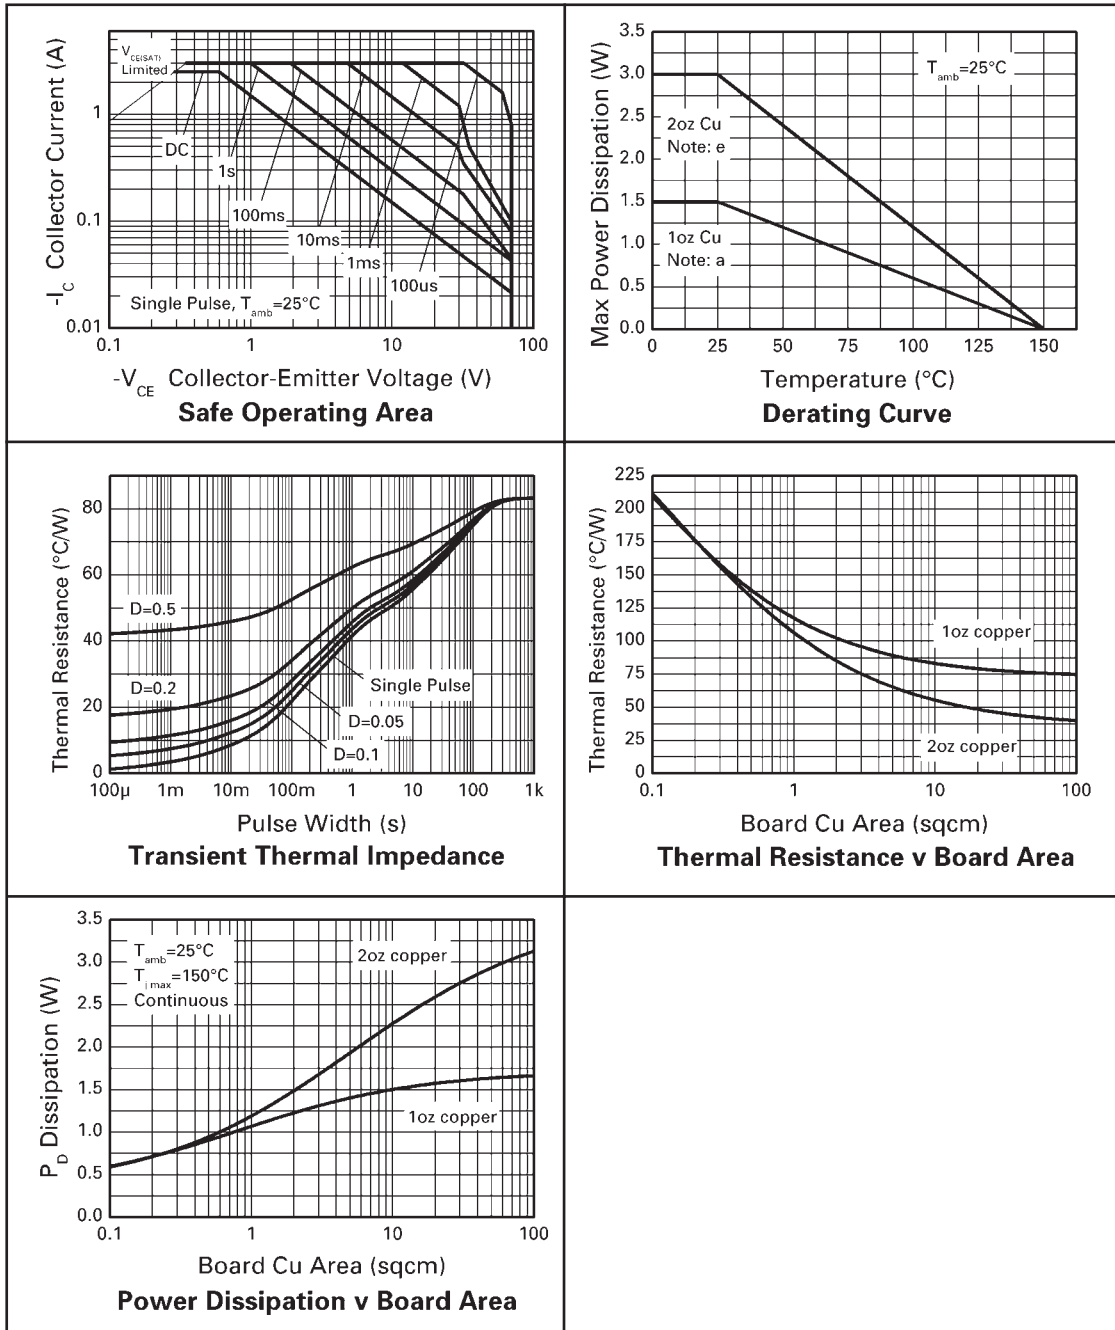 -I_C Collector Current (A)
V_CE(SAT)
Limited
1
0.1
0.01
DC
1s
100ms
10ms
1ms
100us
Single Pulse, T_amb=25°C
0.1 1 10 100
-V_CE Collector-Emitter Voltage (V)
Safe Operating Area
Max Power Dissipation (W)
3.5
3.0
2.5
2.0
1.5
1.0
0.5
0.0
T_amb=25°C
2oz Cu
Note: e
1oz Cu
Note: a
0 25 50 75 100 125 150
Temperature (°C)
Derating Curve
Thermal Resistance (°C/W)
80
60
40
20
0
D=0.5
D=0.2
Single Pulse
D=0.05
D=0.1
100µ 1m 10m 100m 1 10 100 1k
Pulse Width (s)
Transient Thermal Impedance
Thermal Resistance (°C/W)
225
200
175
150
125
100
75
50
25
0
1oz copper
2oz copper
0.1 1 10 100
Board Cu Area (sqcm)
Thermal Resistance v Board Area
P_D Dissipation (W)
3.5
3.0
2.5
2.0
1.5
1.0
0.5
0.0
T_amb=25°C
T_j max=150°C
Continuous
2oz copper
1oz copper
0.1 1 10 100
Board Cu Area (sqcm)
Power Dissipation v Board Area